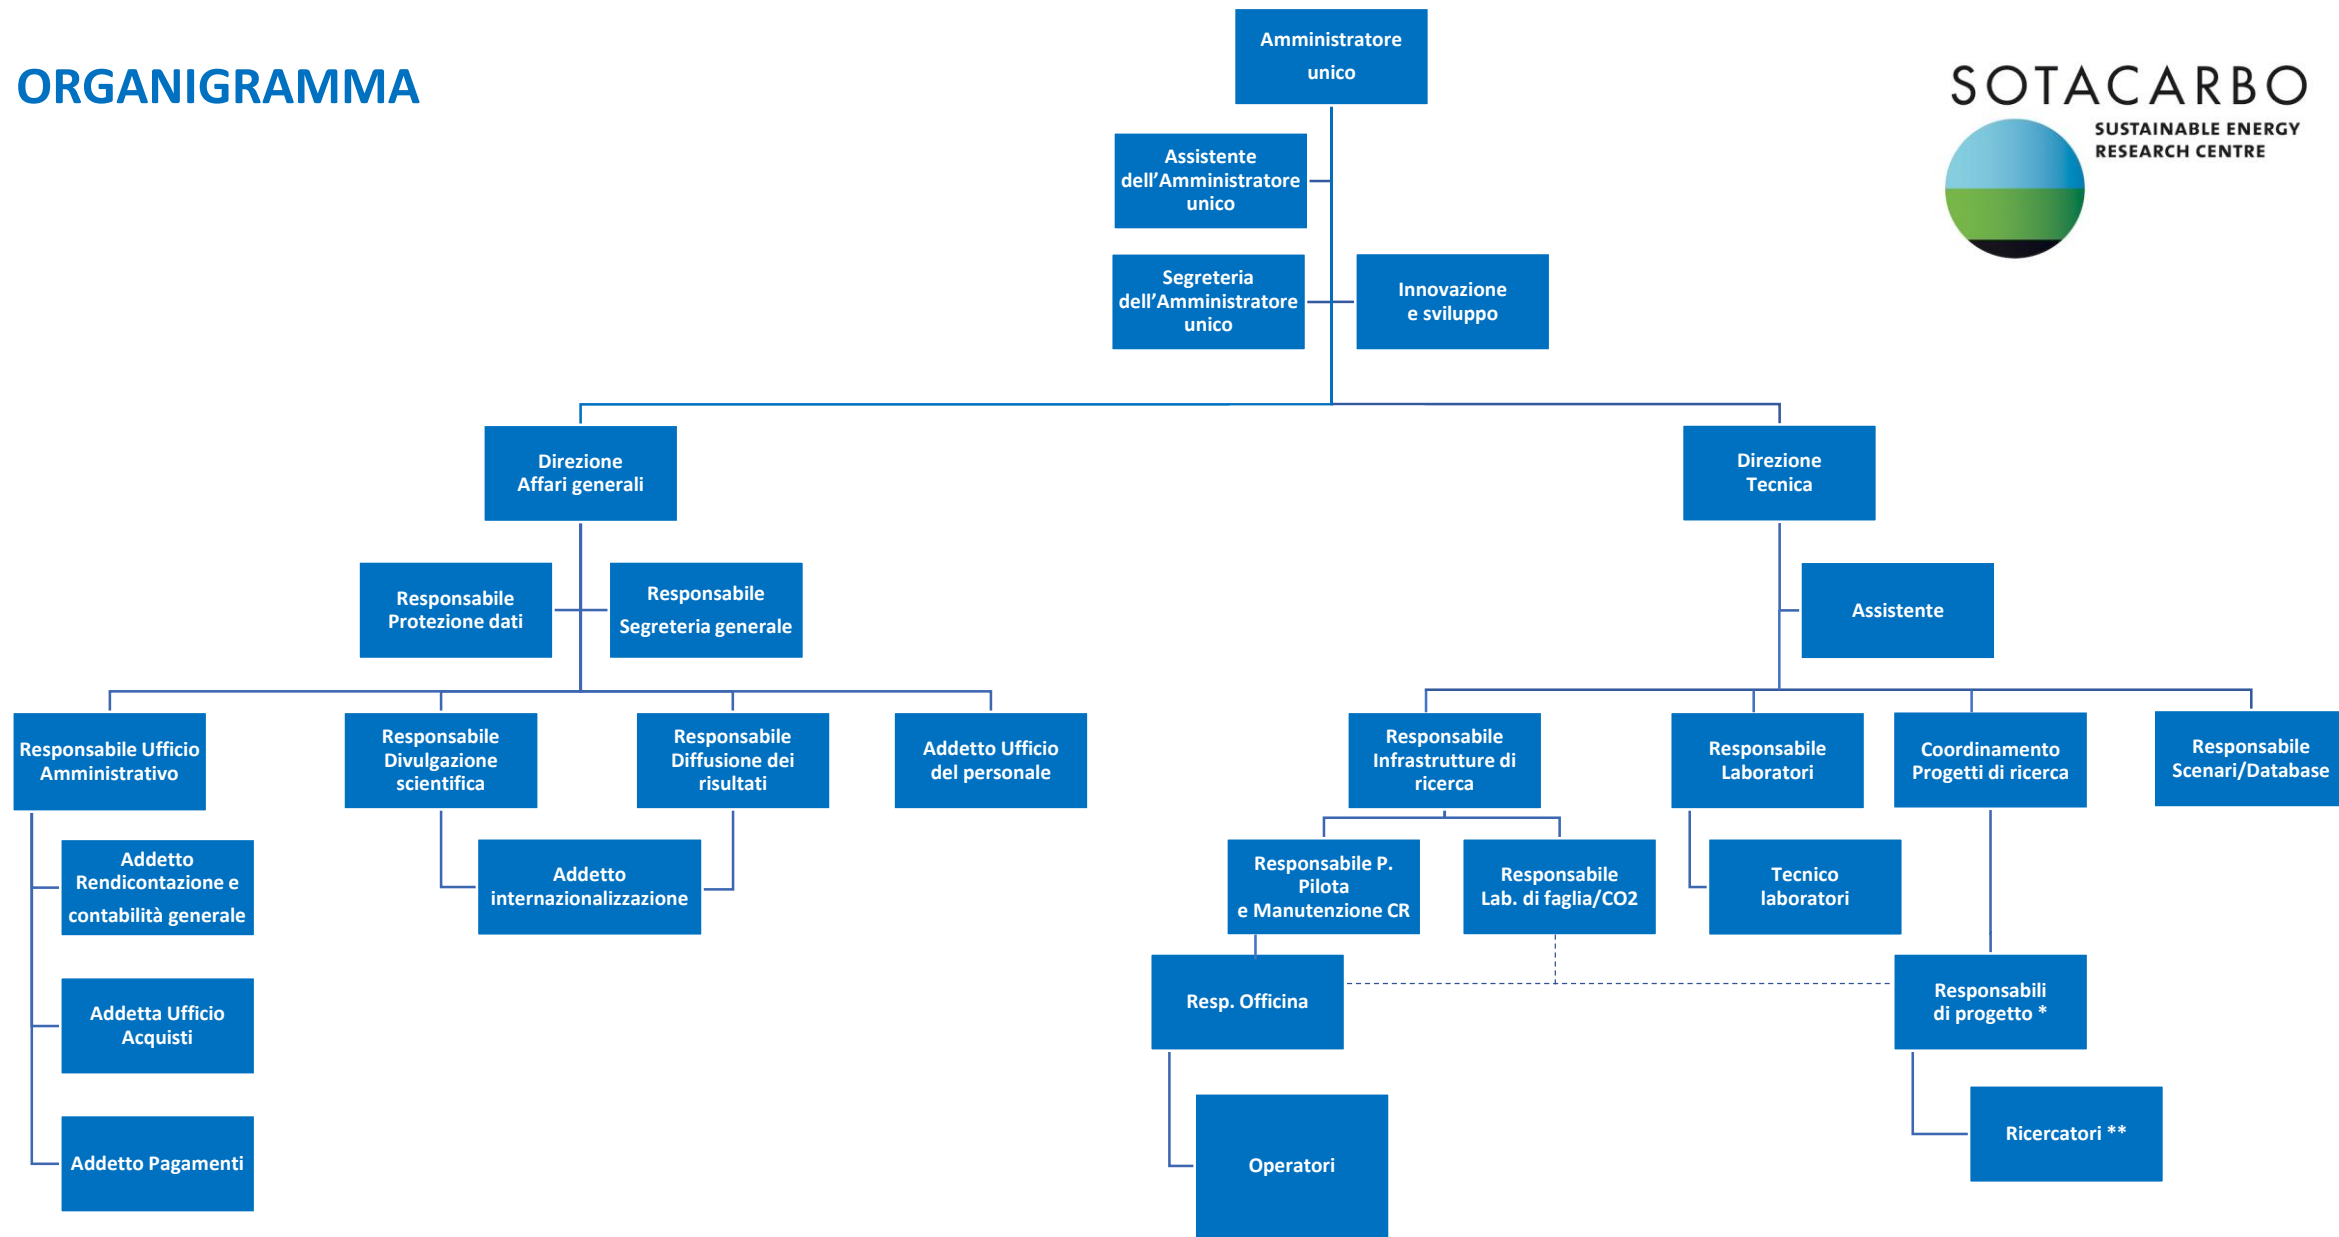 ORGANIGRAMMA
SOTACARBO
SUSTAINABLE ENERGY
RESEARCH CENTRE
Amministratore
unico
Assistente
dell’Amministratore
unico
Segreteria
dell’Amministratore
unico
Innovazione
e sviluppo
Direzione
Affari generali
Direzione
Tecnica
Responsabile
Protezione dati
Responsabile
Segreteria generale
Assistente
Responsabile Ufficio
Amministrativo
Responsabile
Divulgazione
scientifica
Responsabile
Diffusione dei
risultati
Addetto Ufficio
del personale
Responsabile
Infrastrutture di
ricerca
Responsabile
Laboratori
Coordinamento
Progetti di ricerca
Responsabile
Scenari/Database
Addetto
Rendicontazione e
contabilità generale
Addetto
internazionalizzazione
Responsabile P.
Pilota
e Manutenzione CR
Responsabile
Lab. di faglia/CO2
Tecnico
laboratori
Addetta Ufficio
Acquisti
Resp. Officina
Responsabili
di progetto *
Addetto Pagamenti
Operatori
Ricercatori **